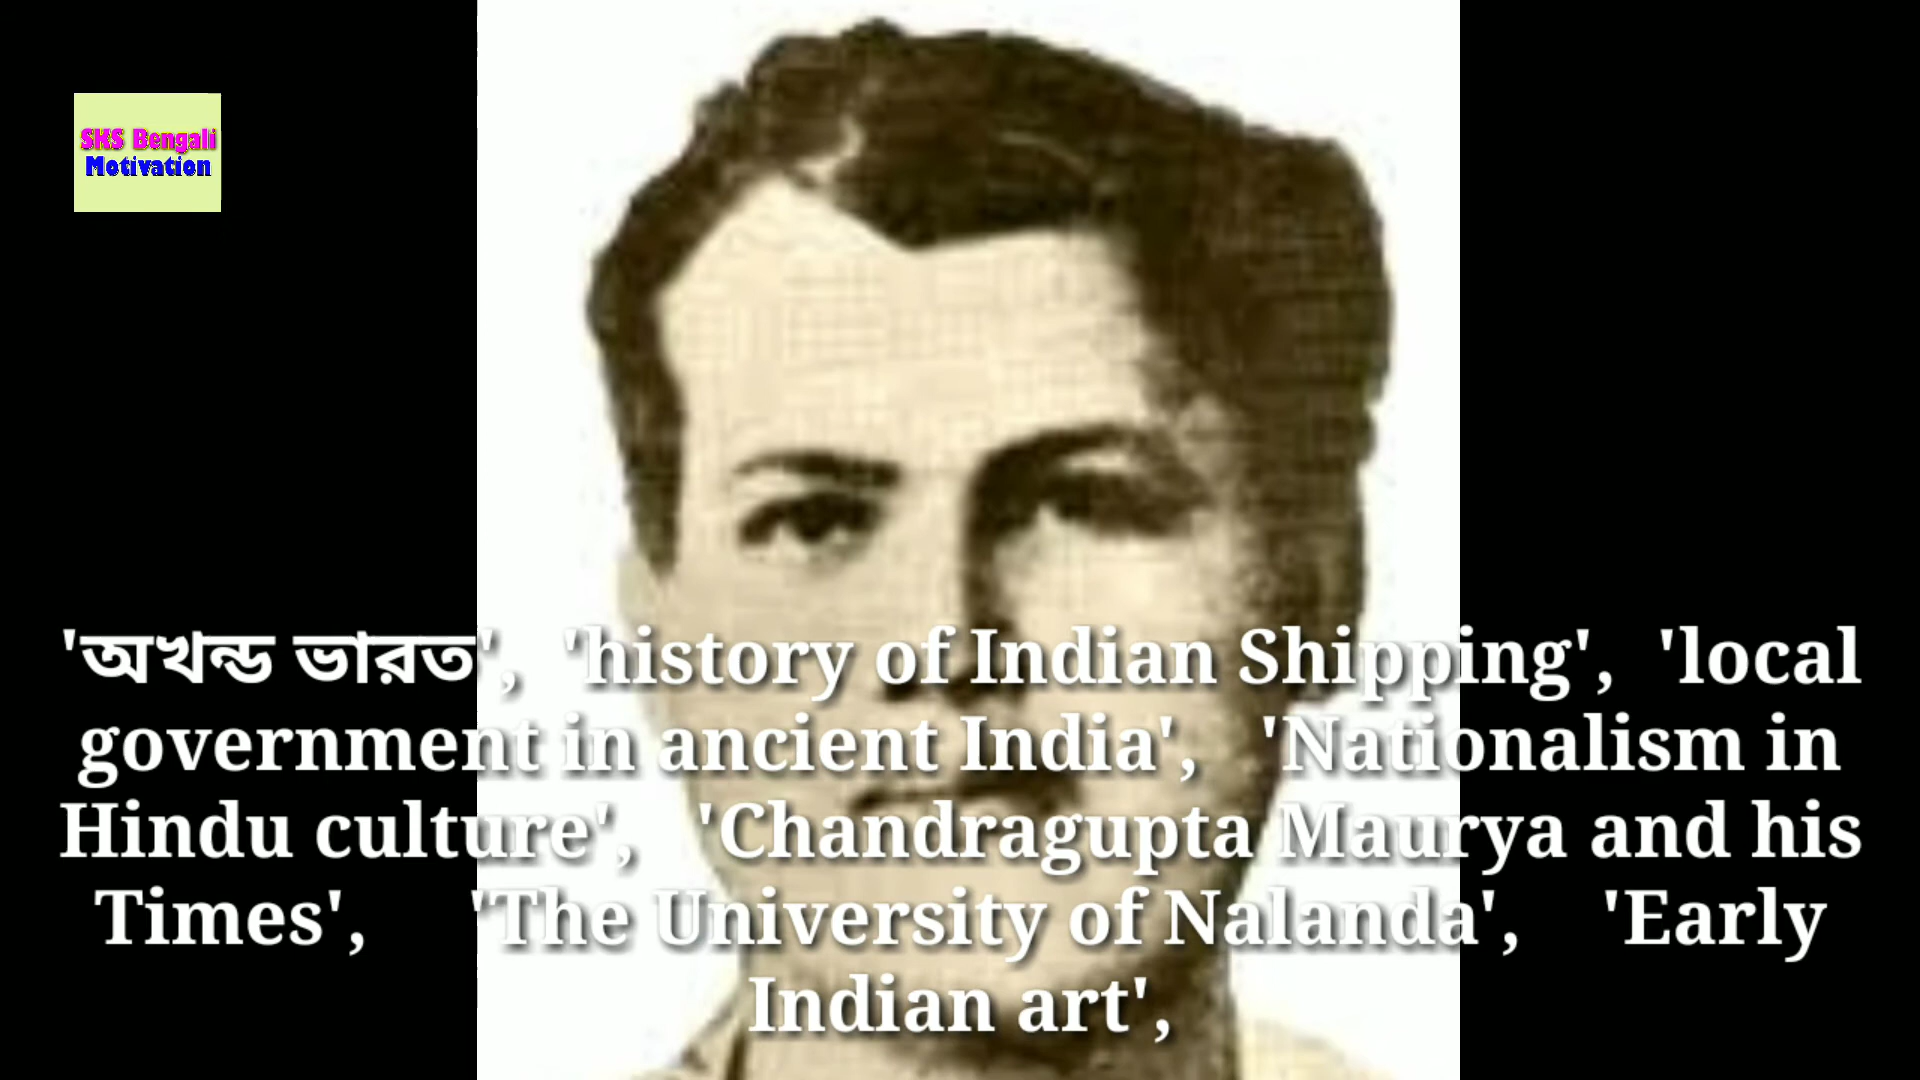 SKS Bengali
Motivation
'অখন্ড ভারত', 'history of Indian Shipping', 'local
government in ancient India', 'Nationalism in
Hindu culture', 'Chandragupta Maurya and his
Times', 'The University of Nalanda', 'Early
Indian art',